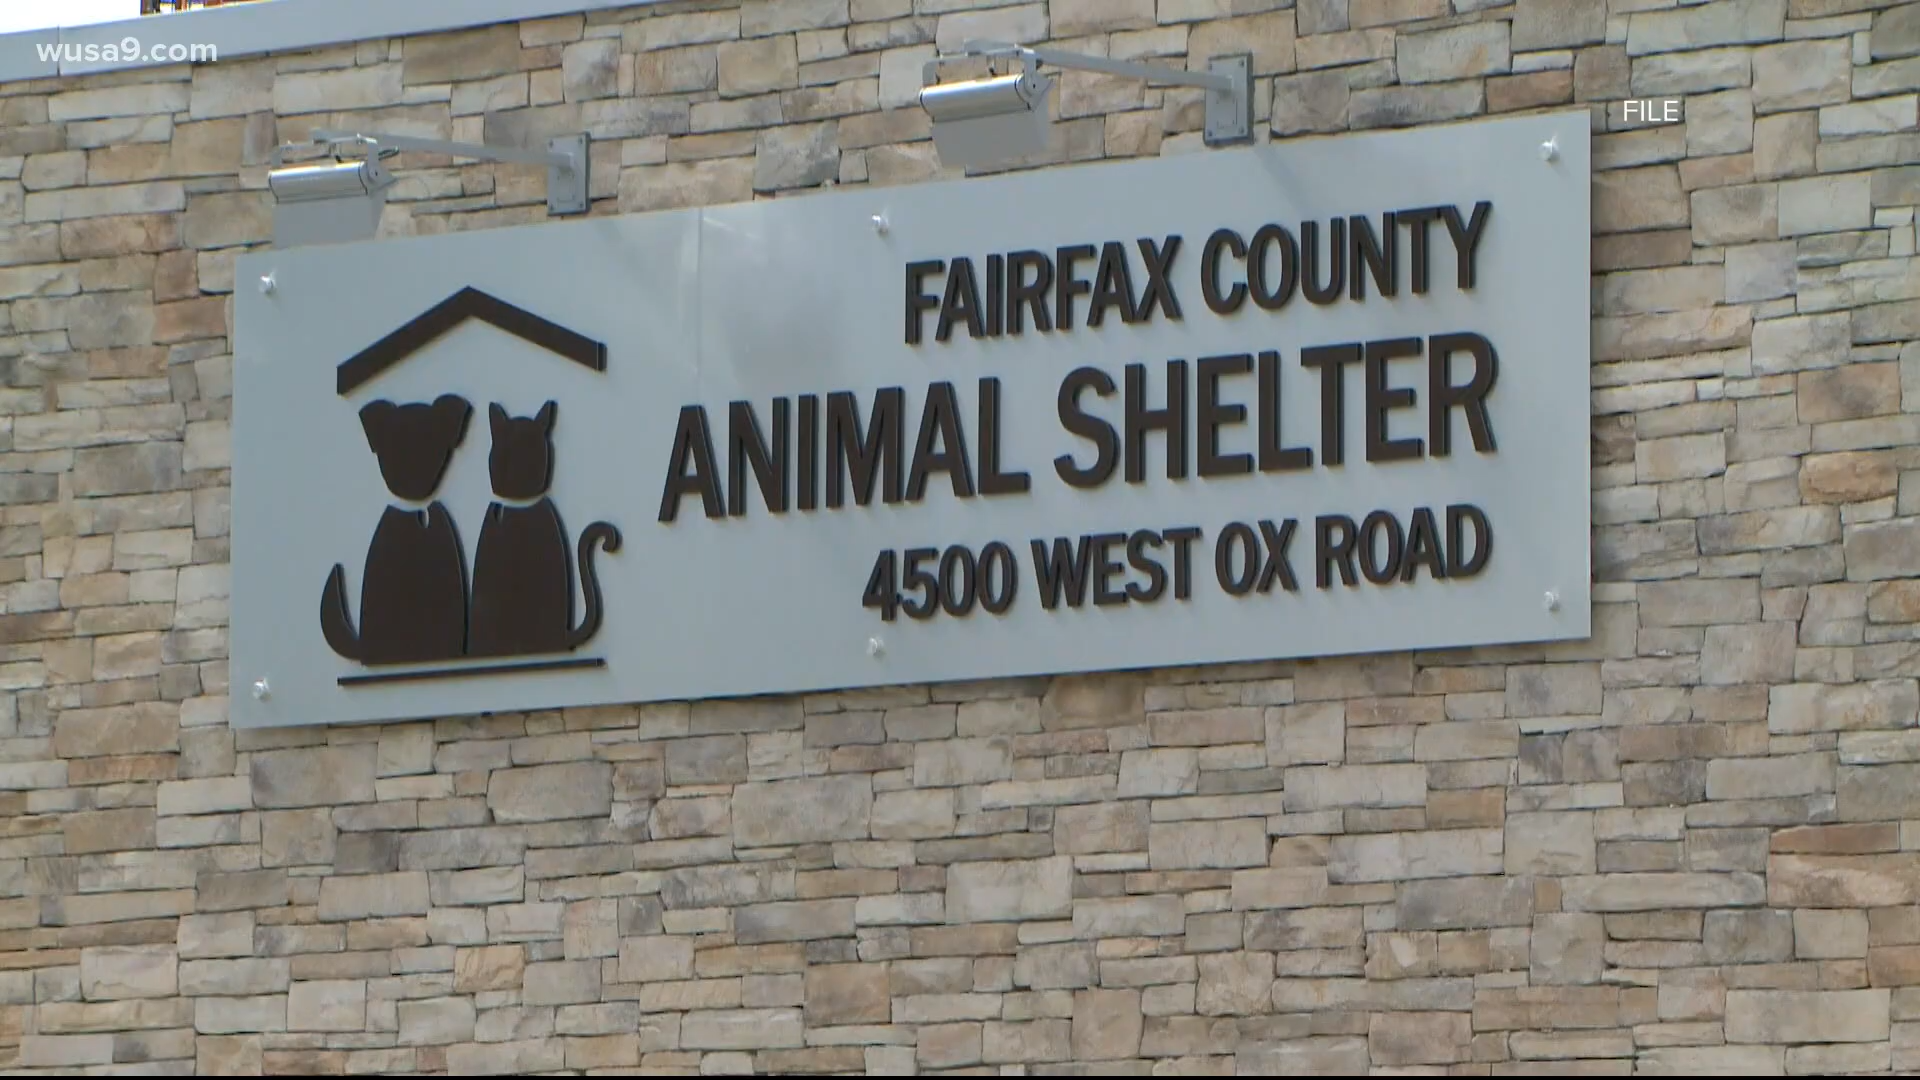 wusa9.com
FILE
FAIRFAX COUNTY
ANIMAL SHELTER
4500 WEST OX ROAD